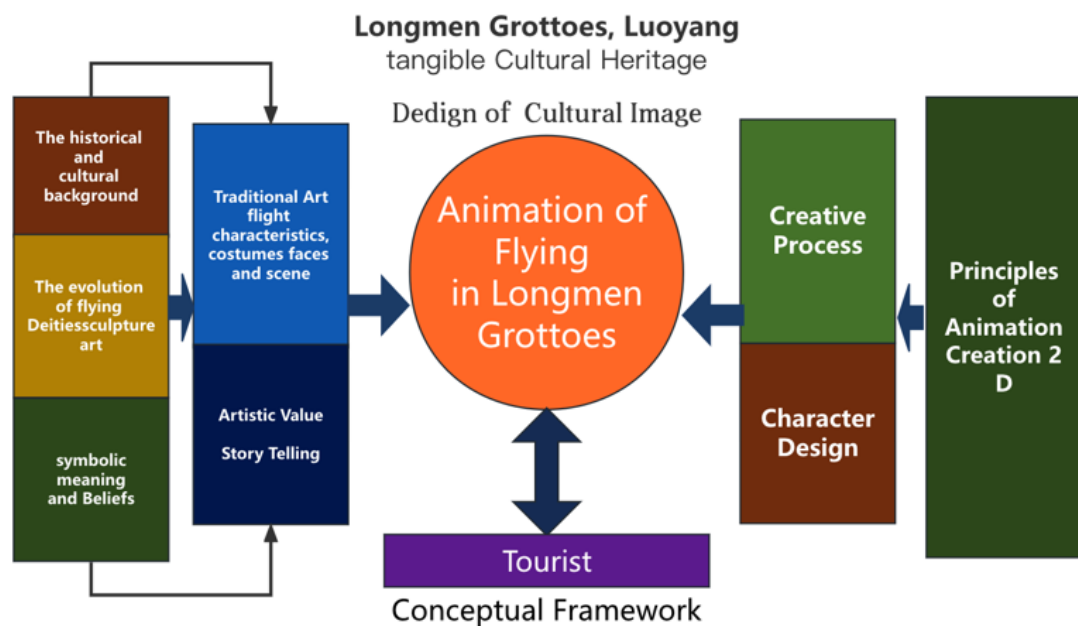 Longmen Grottoes, Luoyang
tangible Cultural Heritage
Dedign of Cultural Image
The historical
and
cultural
background
The evolution
of flying
Deitiessculpture
art
symbolic
meaning
and Beliefs
Traditional Art
flight
characteristics,
costumes faces
and scene
Artistic Value
Story Telling
Animation of
Flying
in Longmen
Grottoes
Creative
Process
Character
Design
Principles
of
Animation
Creation 2
D
Tourist
Conceptual Framework